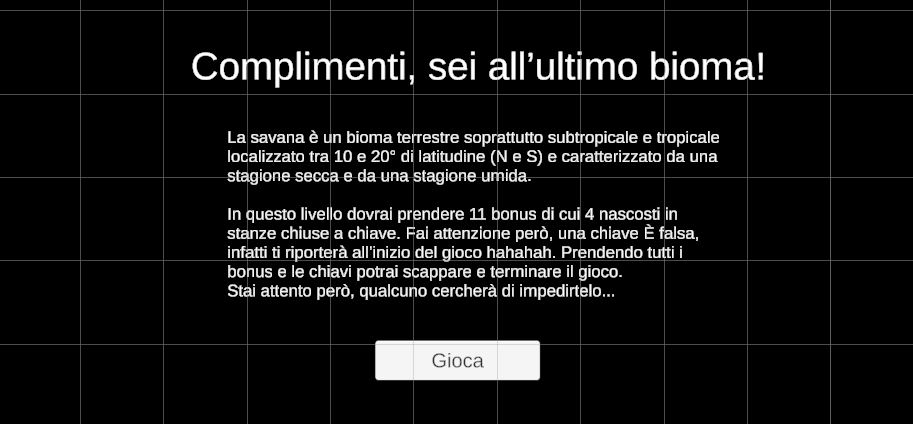 Complimenti, sei all’ultimo bioma!
La savana è un bioma terrestre soprattutto subtropicale e tropicale
localizzato tra 10 e 20° di latitudine (N e S) e caratterizzato da una
stagione secca e da una stagione umida.
In questo livello dovrai prendere 11 bonus di cui 4 nascosti in
stanze chiuse a chiave. Fai attenzione però, una chiave È falsa,
infatti ti riporterà all'inizio del gioco hahahah. Prendendo tutti i
bonus e le chiavi potrai scappare e terminare il gioco.
Stai attento però, qualcuno cercherà di impedirtelo...
Gioca